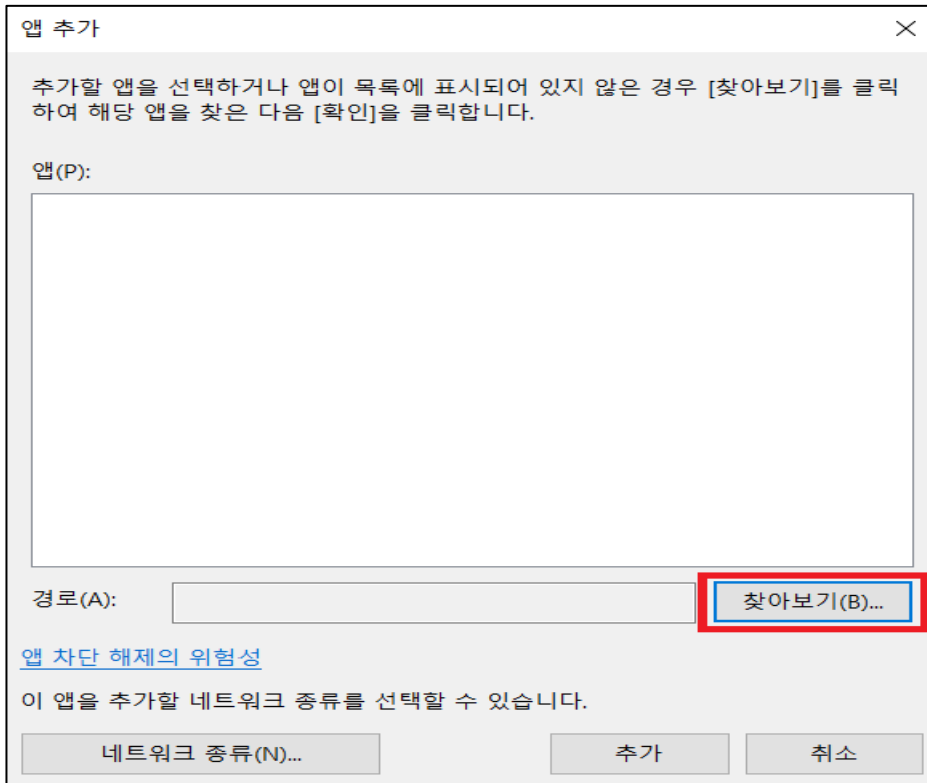 앱 추가
추가할 앱을 선택하거나 앱이 목록에 표시되어 있지 않은 경우 [찾아보기]를 클릭
하여 해당 앱을 찾은 다음 [확인]을 클릭합니다.
앱(P):
경로(A):
찾아보기(B)...
앱 차단 해제의 위험성
이 앱을 추가할 네트워크 종류를 선택할 수 있습니다.
네트워크 종류(N)...
추가
취소